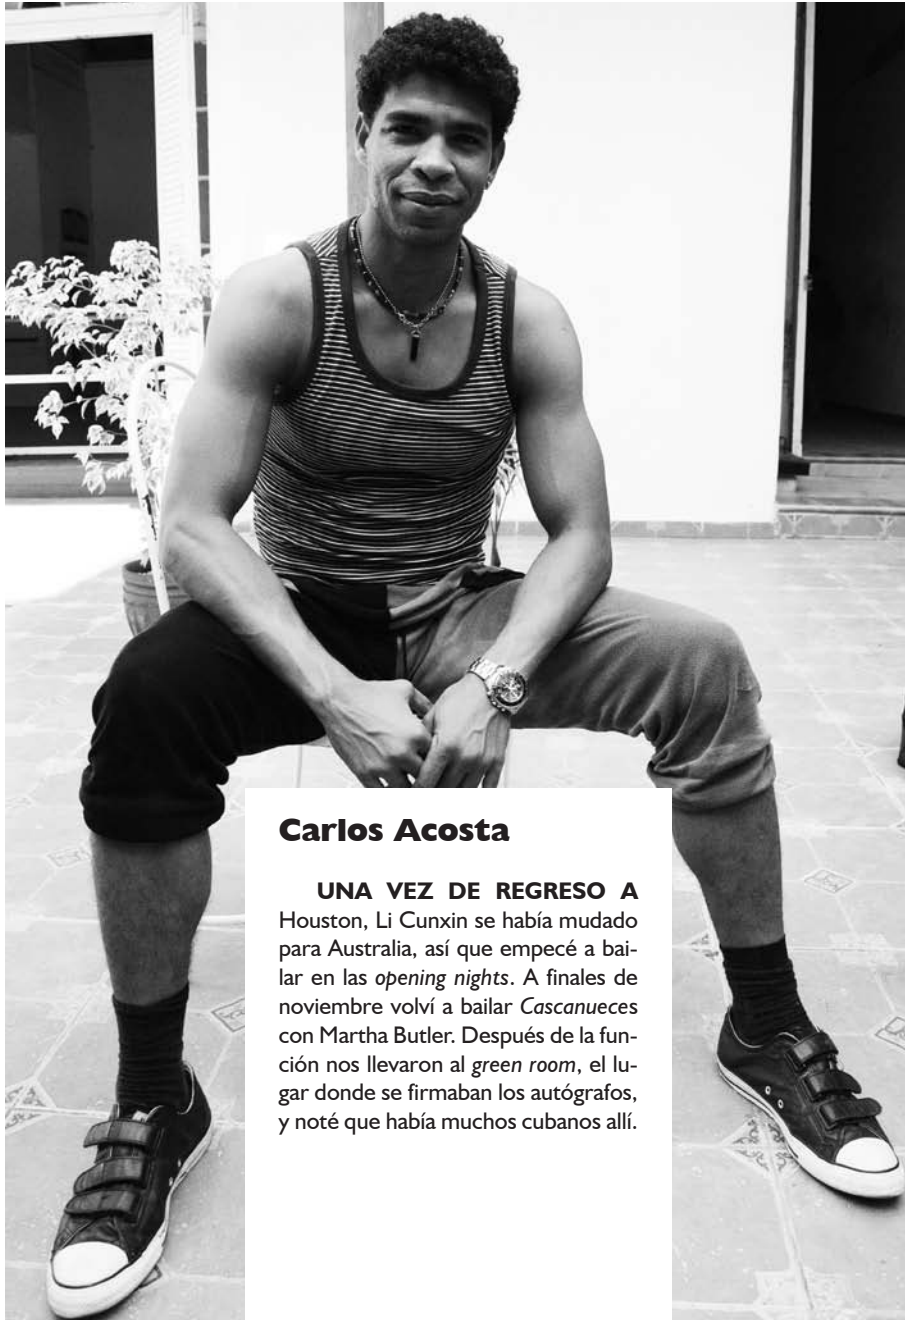 Carlos Acosta
UNA VEZ DE REGRESO A
Houston, Li Cunxin se había mudado
para Australia, así que empecé a bai-
lar en las opening nights. A finales de
noviembre volví a bailar Cascanueces
con Martha Butler. Después de la fun-
ción nos llevaron al green room, el lu-
gar donde se firmaban los autógrafos,
y noté que había muchos cubanos allí.